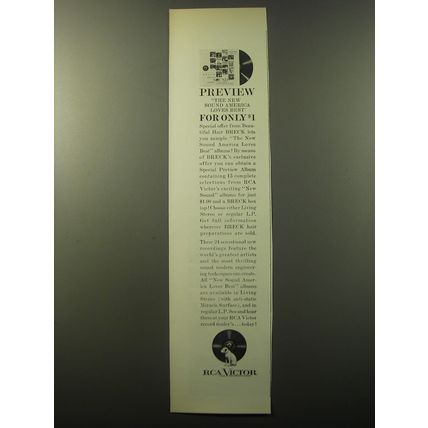 PREVIEW
"THE NEW
SOUND AMERICA
LOVES BEST"
FOR ONLY $1
Special offer from Beau-
tiful Hair BRECK lets
you sample "The New
Sound America Loves
Best" albums! By means
of BRECK's exclusive
offer you can obtain a
Special Preview Album
containing 15 complete
selections from RCA
Victor's exciting "New
Sound" albums for just
$1.00 and a BRECK box
top! Choose either Living
Stereo or regular L.P.
Get full information
wherever BRECK hair
preparations are sold.
These 24 sensational new
recordings feature the
world's greatest artists
and the most thrilling
sound modern engineer-
ing techniques can create.
All "New Sound Amer-
ica Loves Best" albums
are available in Living
Stereo (with anti-static
Miracle Surface), and in
regular L.P. See and hear
them at your RCA Victor
record dealer's...today!
RCA VICTOR